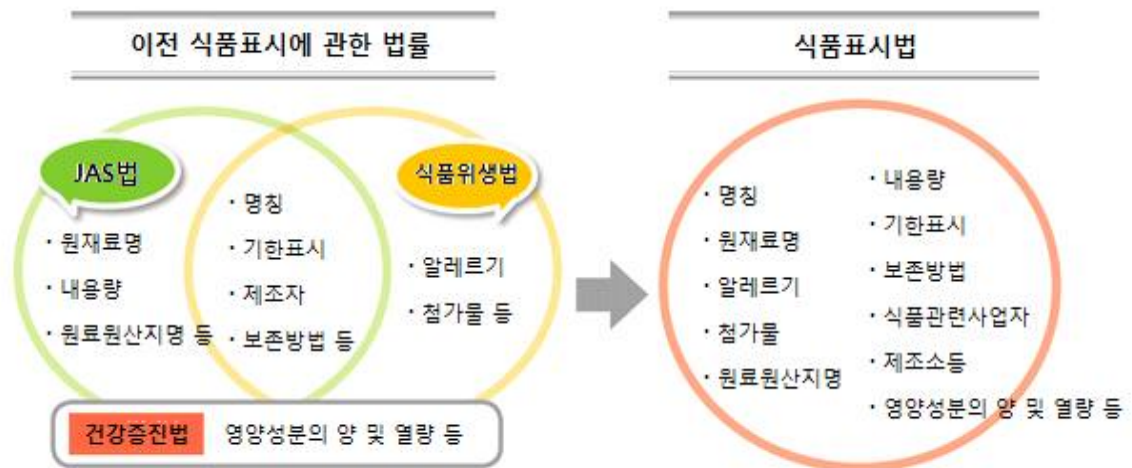 이전 식품표시에 관한 법률
JAS법
· 원재료명
· 내용량
· 원료원산지명 등
· 명칭
· 기한표시
· 제조자
· 보존방법 등
식품위생법
· 알레르기
· 첨가물 등
건강증진법 영양성분의 양 및 열량 등
식품표시법
· 명칭
· 원재료명
· 알레르기
· 첨가물
· 원료원산지명
· 내용량
· 기한표시
· 보존방법
· 식품관련사업자
· 제조소등
· 영양성분의 양 및 열량 등